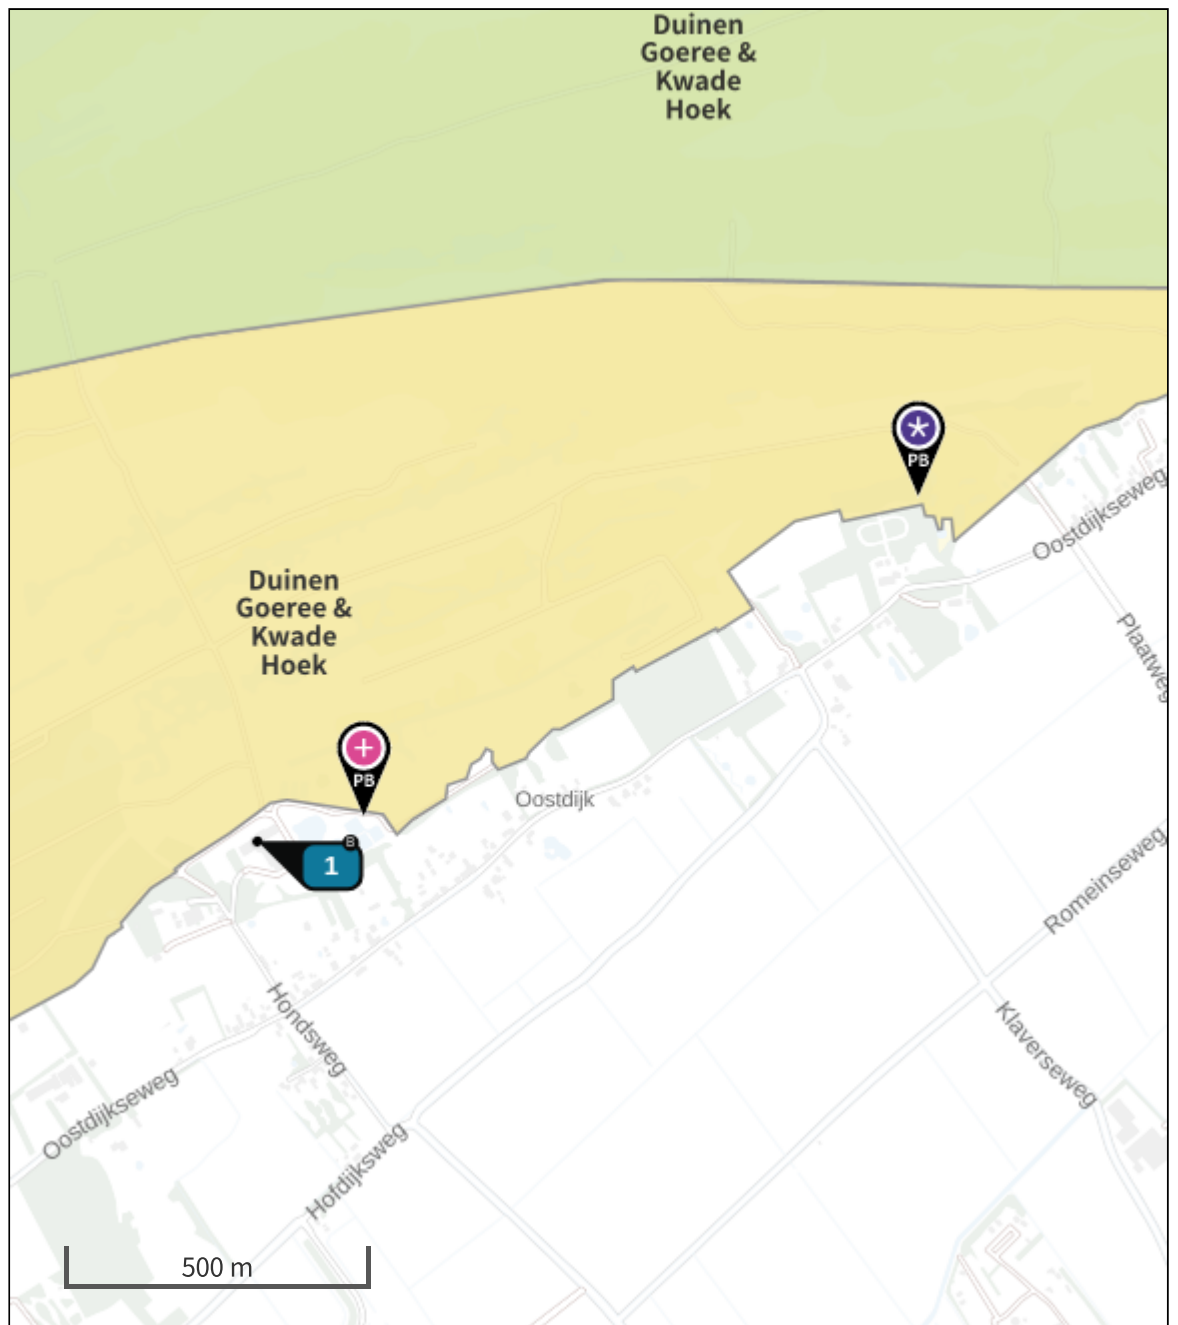 Duinen
Goeree &
Kwade
Hoek
PB
Oostdijkseweg
Duinen
Goeree &
Kwade
Hoek
Plaatweg
PB
Oostdijk
B
1
Romeinseweg
Hondsweg
Klaverseweg
Oostdijkseweg
Hofdijksweg
500 m